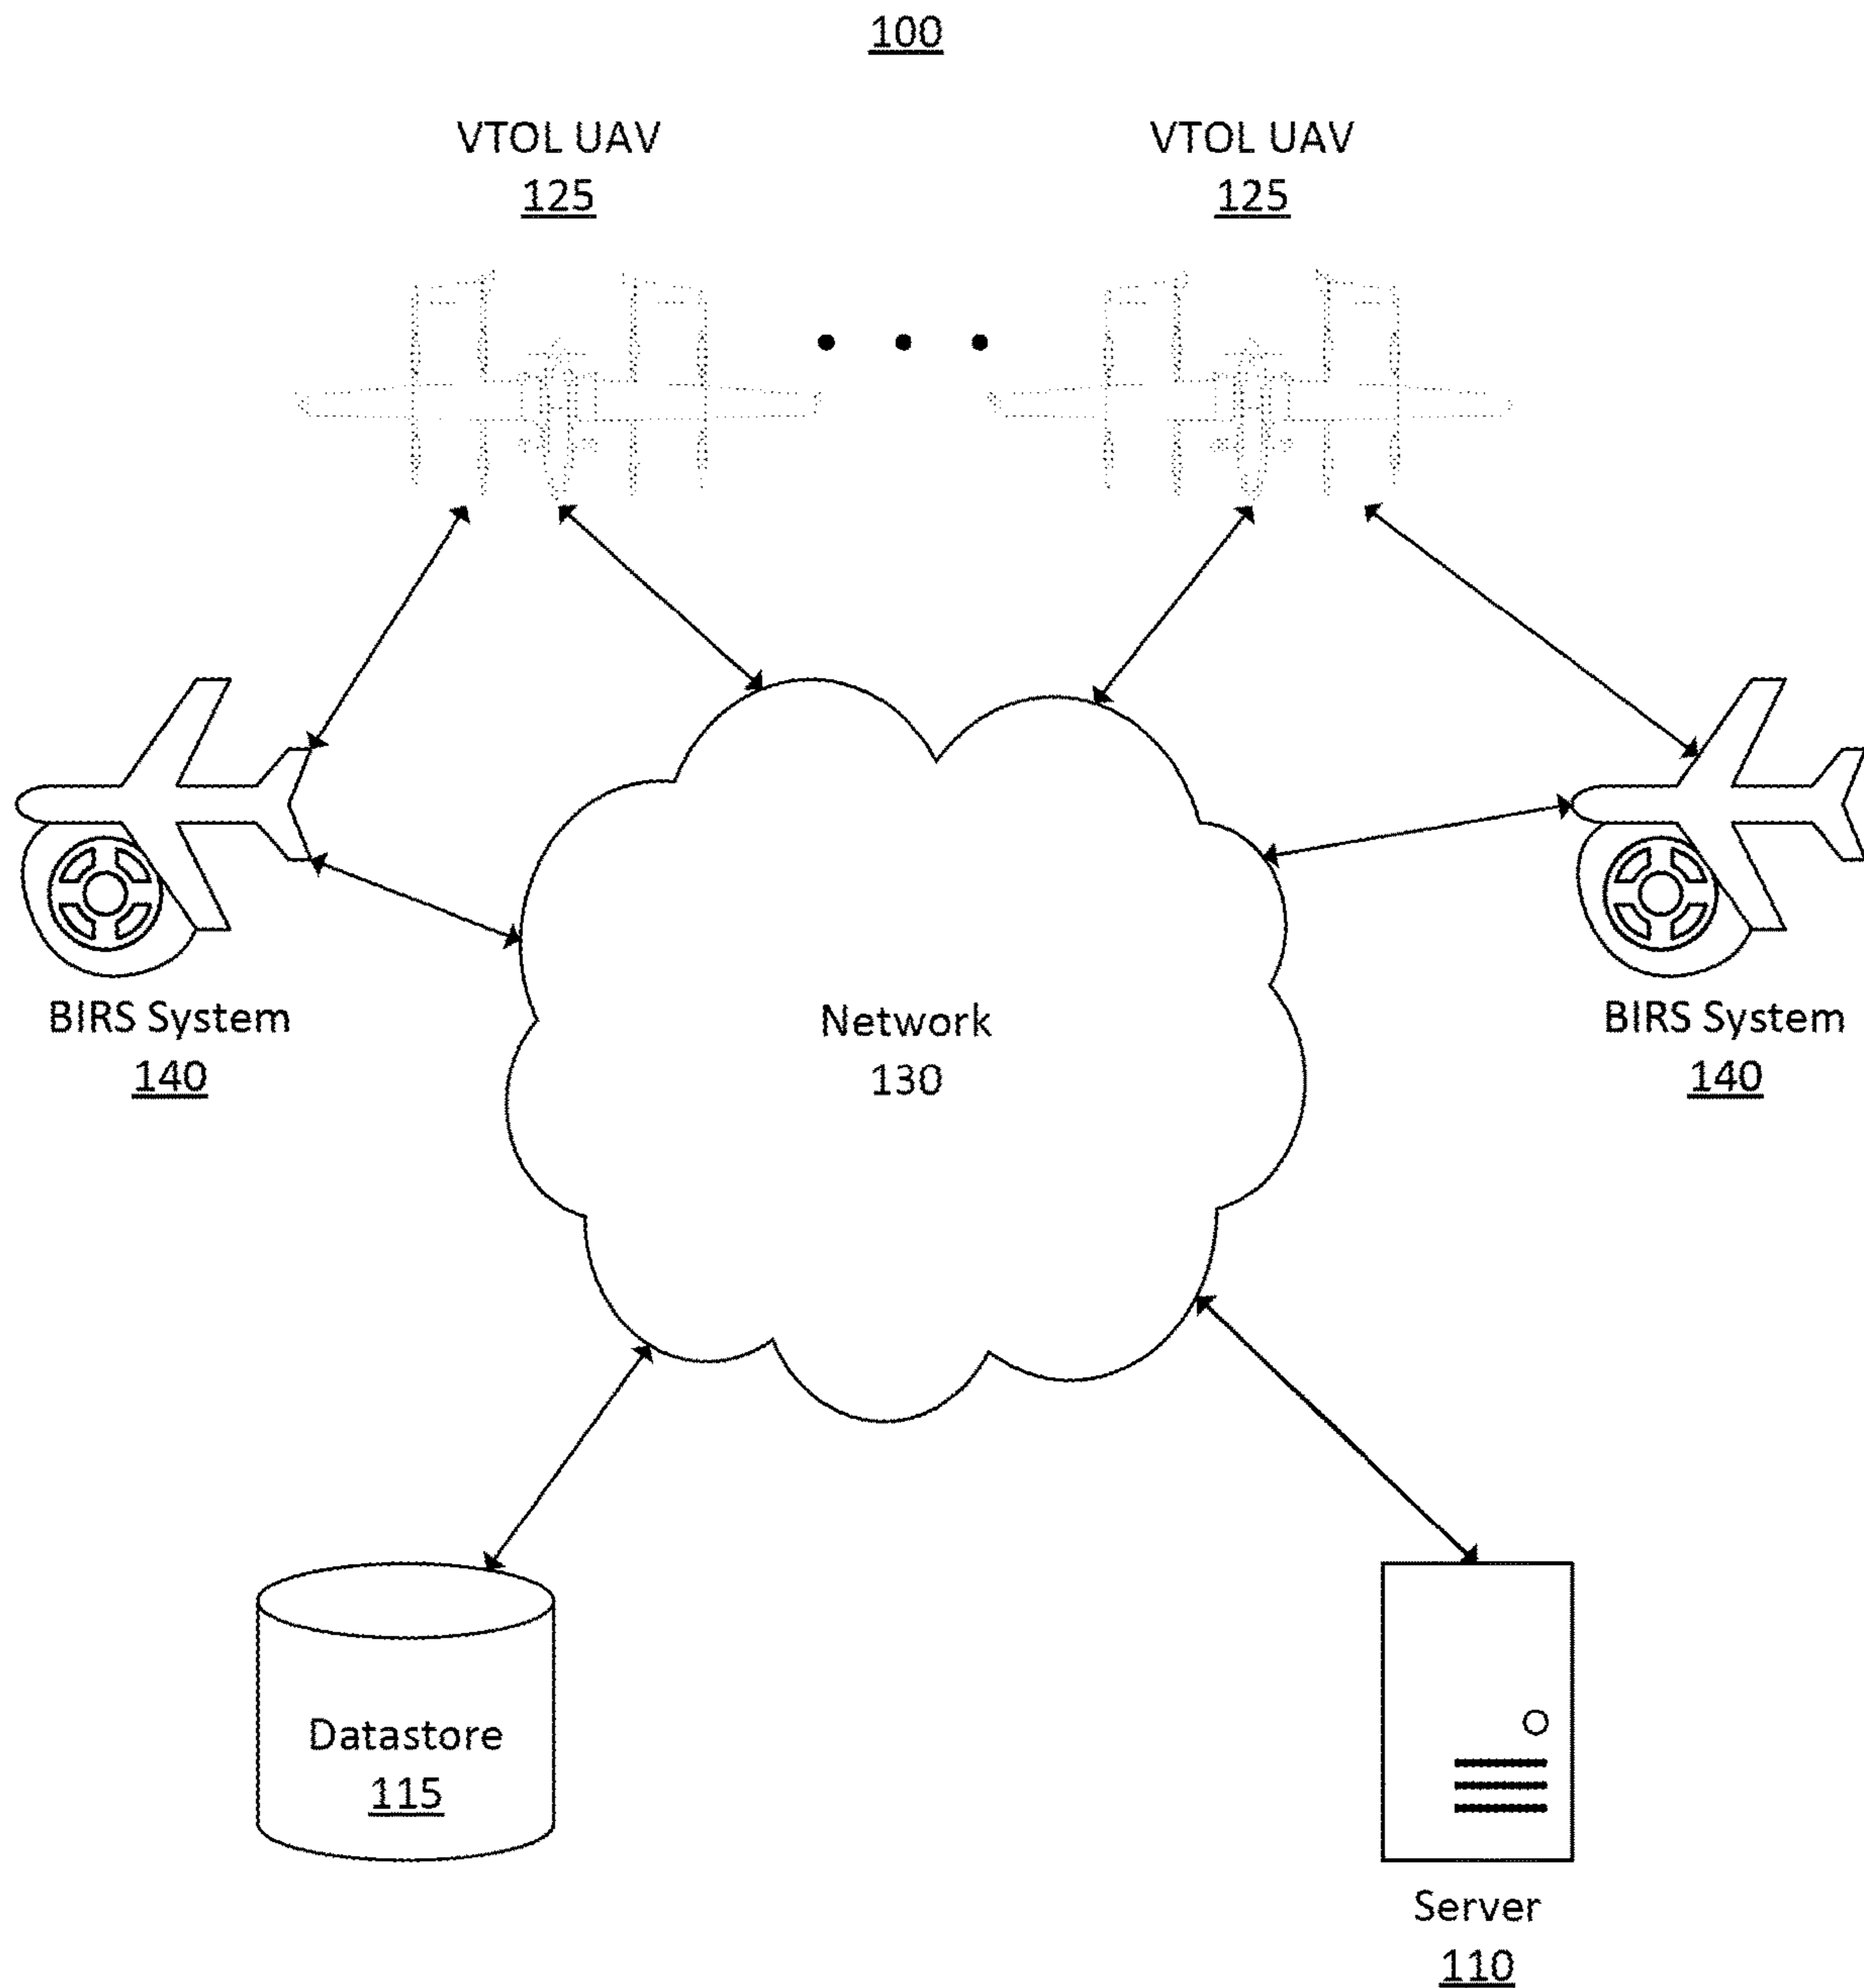 100
VTOL UAV
125
VTOL UAV
125
BIRS System
140
Network
130
BIRS System
140
Datastore
115
Server
110